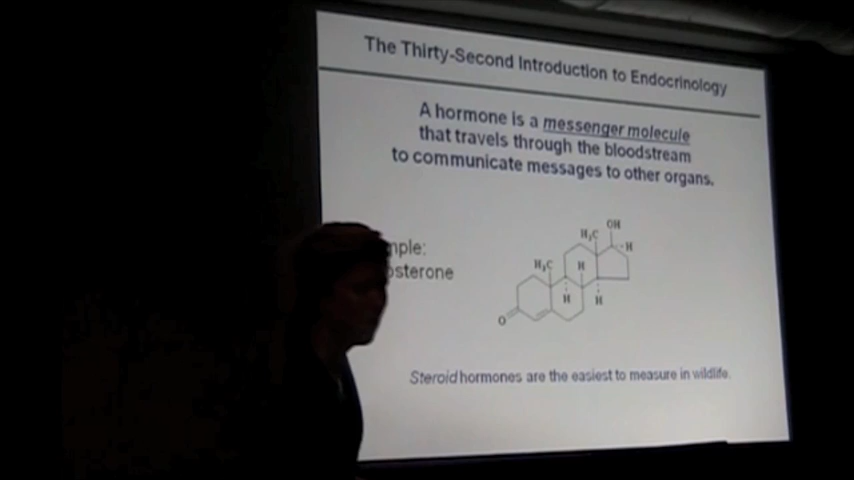 The Thirty-Second Introduction to Endocrinology
A hormone is a messenger molecule
that travels through the bloodstream
to communicate messages to other organs.
mple:
osterone
OH
H₃C
H
H₃C
H
H
H
O
Steroid hormones are the easiest to measure in wildlife.